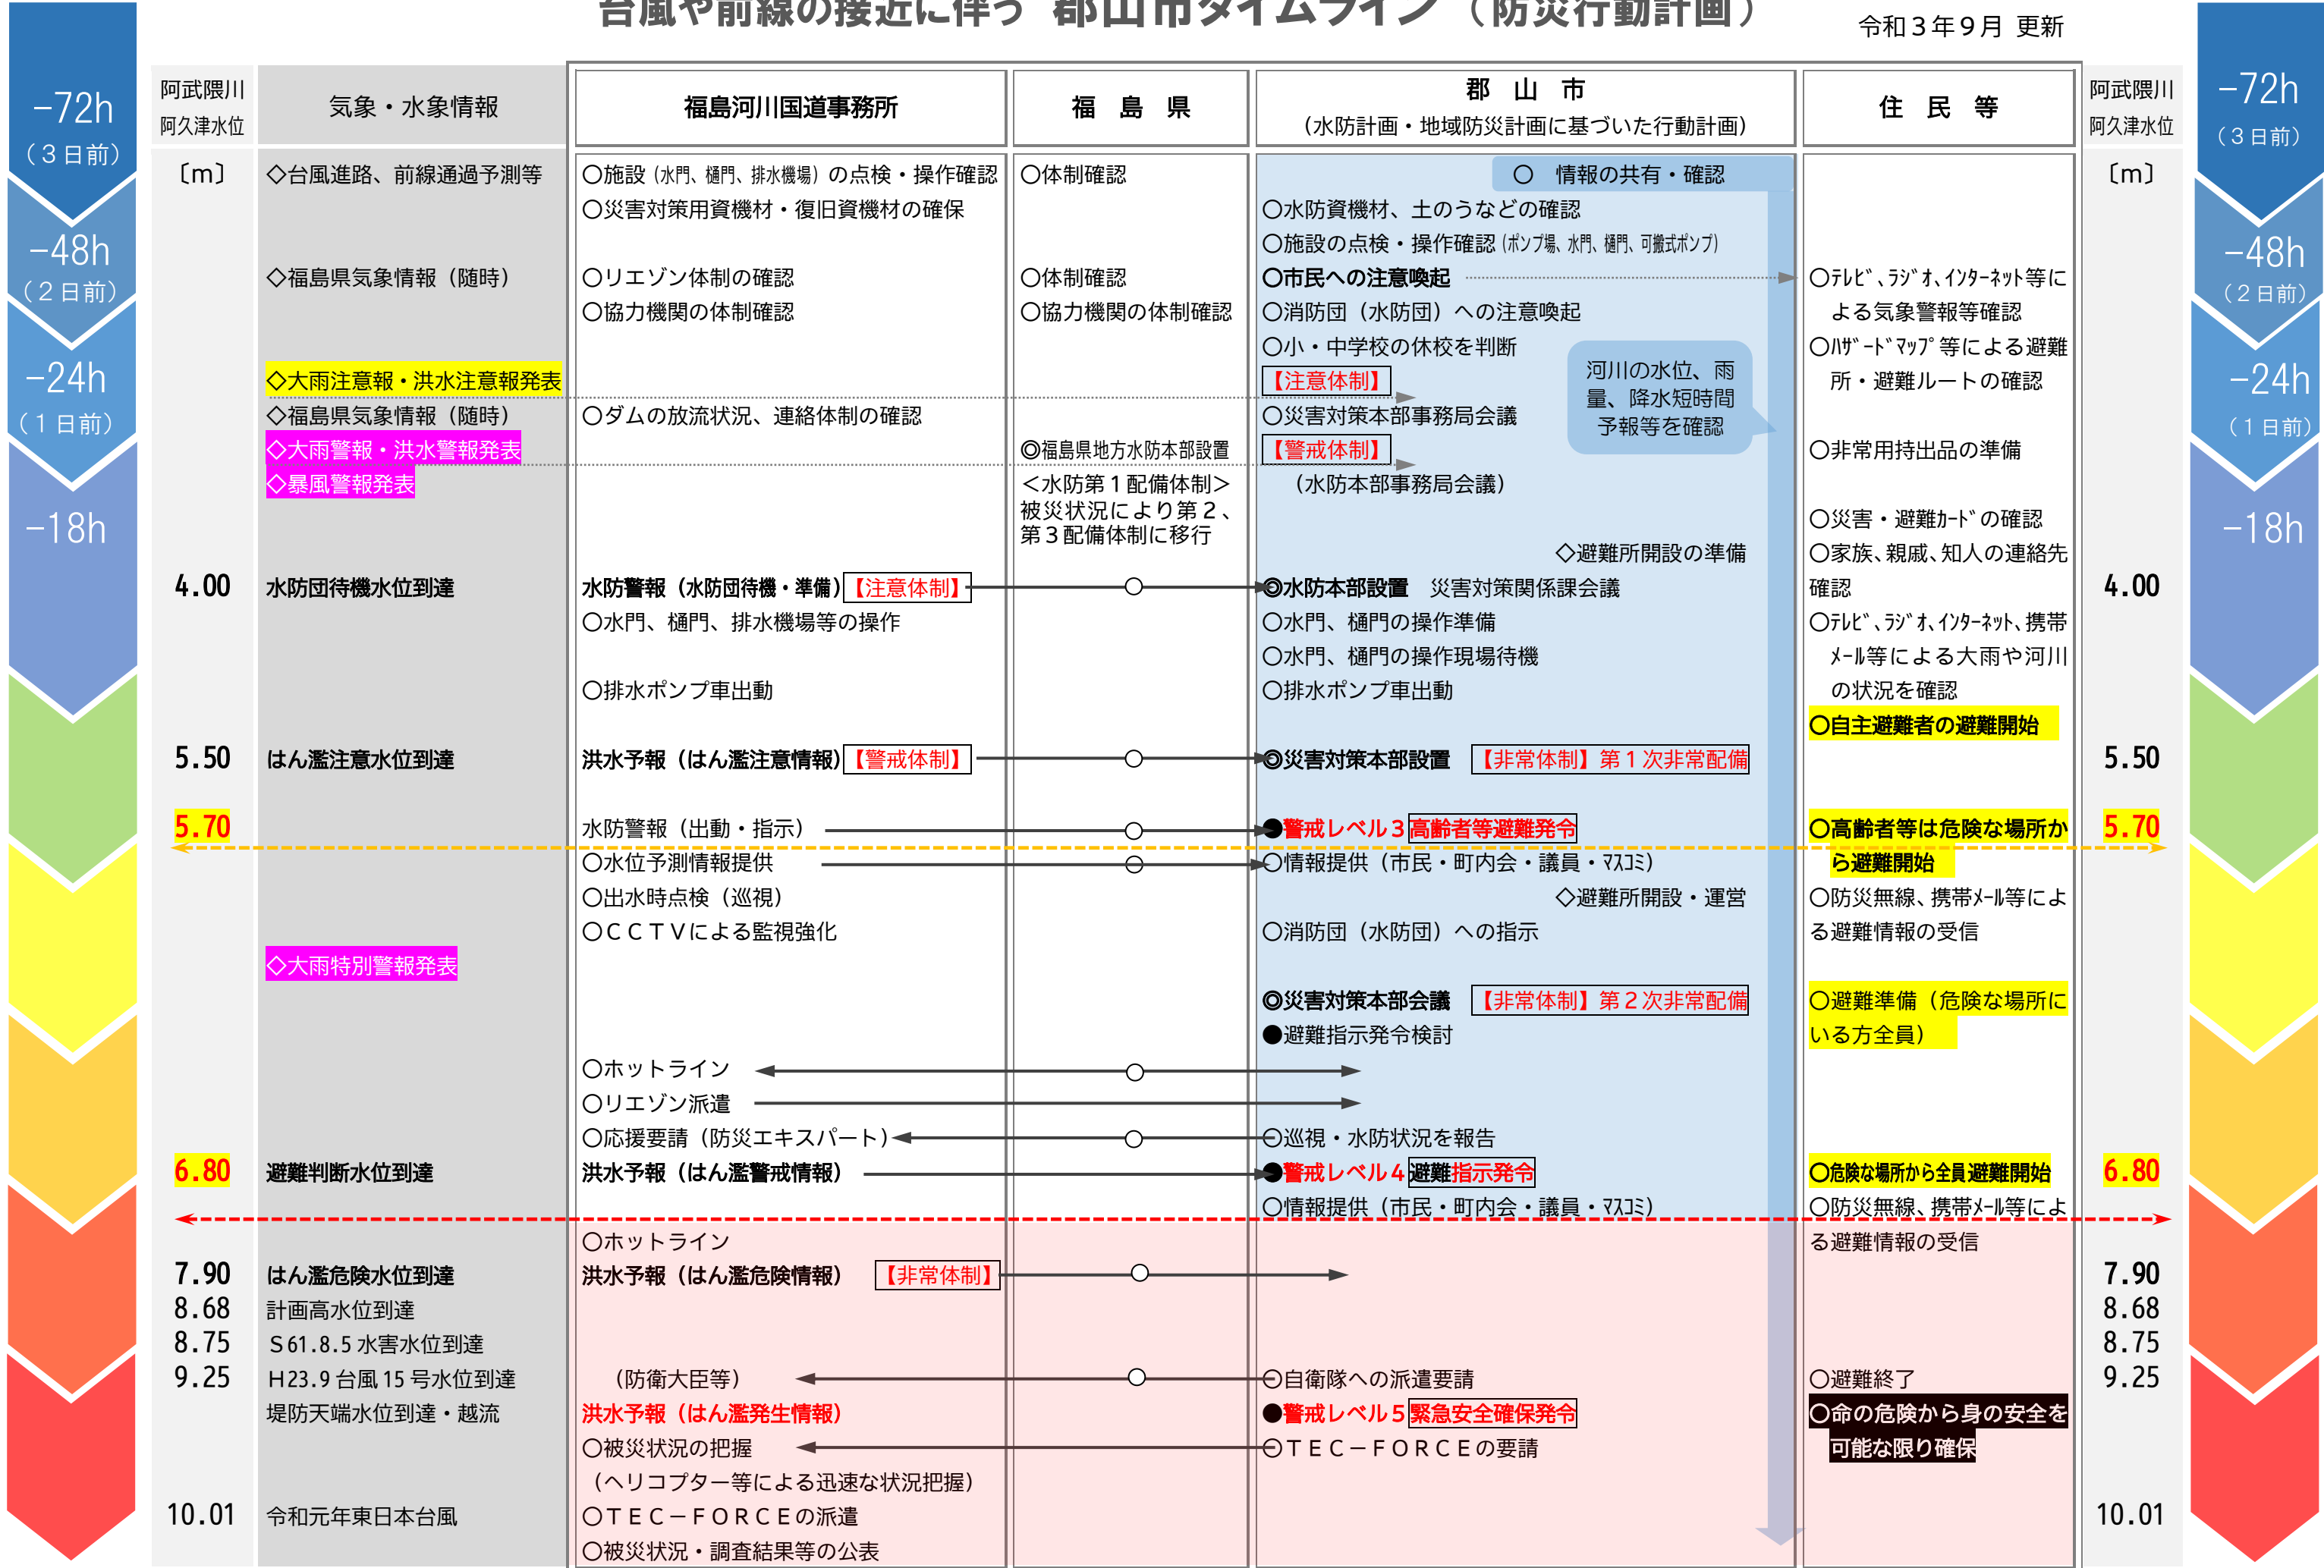 台風や前線の接近に伴う 郡山市タイムライン（防災行動計画）
令和３年９月 更新
-72h
（３日前）
-48h
（２日前）
-24h
（１日前）
-18h
阿武隈川
阿久津水位
〔m〕
4.00
5.50
5.70
6.80
7.90
8.68
8.75
9.25
10.01
気象・水象情報
◇台風進路、前線通過予測等
◇福島県気象情報（随時）
◇大雨注意報・洪水注意報発表
◇福島県気象情報（随時）
◇大雨警報・洪水警報発表
◇暴風警報発表
水防団待機水位到達
はん濫注意水位到達
◇大雨特別警報発表
避難判断水位到達
はん濫危険水位到達
計画高水位到達
Ｓ61.8.5 水害水位到達
Ｈ23.9 台風 15 号水位到達
堤防天端水位到達・越流
令和元年東日本台風
福島河川国道事務所
○施設（水門、樋門、排水機場）の点検・操作確認
○災害対策用資機材・復旧資機材の確保
○リエゾン体制の確認
○協力機関の体制確認
○ダムの放流状況、連絡体制の確認
水防警報（水防団待機・準備）【注意体制】
○水門、樋門、排水機場等の操作
○排水ポンプ車出動
洪水予報（はん濫注意情報）【警戒体制】
水防警報（出動・指示）
○水位予測情報提供
○出水時点検（巡視）
○ＣＣＴＶによる監視強化
○ホットライン
○リエゾン派遣
○応援要請（防災エキスパート）
洪水予報（はん濫警戒情報）
○ホットライン
洪水予報（はん濫危険情報） 【非常体制】
（防衛大臣等）
洪水予報（はん濫発生情報）
○被災状況の把握
（ヘリコプター等による迅速な状況把握）
○ＴＥＣ－ＦＯＲＣＥの派遣
○被災状況・調査結果等の公表
福 島 県
○体制確認
○体制確認
○協力機関の体制確認
◎福島県地方水防本部設置
＜水防第１配備体制＞
被災状況により第２、
第３配備体制に移行
郡 山 市
（水防計画・地域防災計画に基づいた行動計画）
○ 情報の共有・確認
○水防資機材、土のうなどの確認
○施設の点検・操作確認（ﾎﾟﾝﾌﾟ場、水門、樋門、可搬式ﾎﾟﾝﾌﾟ）
○市民への注意喚起
○消防団（水防団）への注意喚起
○小・中学校の休校を判断
【注意体制】
○災害対策本部事務局会議
【警戒体制】
（水防本部事務局会議）
河川の水位、雨
量、降水短時間
予報等を確認
◇避難所開設の準備
◎水防本部設置 災害対策関係課会議
○水門、樋門の操作準備
○水門、樋門の操作現場待機
○排水ポンプ車出動
◎災害対策本部設置 【非常体制】第１次非常配備
●警戒レベル３高齢者等避難発令
○情報提供（市民・町内会・議員・ﾏｽｺﾐ）
◇避難所開設・運営
○消防団（水防団）への指示
◎災害対策本部会議 【非常体制】第２次非常配備
●避難指示発令検討
○巡視・水防状況を報告
●警戒レベル４避難指示発令
○情報提供（市民・町内会・議員・ﾏｽｺﾐ）
○自衛隊への派遣要請
●警戒レベル５緊急安全確保発令
○ＴＥＣ－ＦＯＲＣＥの要請
住 民 等
○ﾃﾚﾋﾞ、ﾗｼﾞｵ、ｲﾝﾀｰﾈｯﾄ等に
よる気象警報等確認
○ﾊｻﾞｰﾄﾞﾏｯﾌﾟ等による避難
所・避難ルートの確認
○非常用持出品の準備
○災害・避難ｶｰﾄﾞの確認
○家族、親戚、知人の連絡先
確認
○ﾃﾚﾋﾞ、ﾗｼﾞｵ、ｲﾝﾀｰﾈｯﾄ、携帯
ﾒｰﾙ等による大雨や河川
の状況を確認
○自主避難者の避難開始
○高齢者等は危険な場所か
ら避難開始
○防災無線、携帯ﾒｰﾙ等によ
る避難情報の受信
○避難準備（危険な場所に
いる方全員）
○危険な場所から全員避難開始
○防災無線、携帯ﾒｰﾙ等によ
る避難情報の受信
○避難終了
○命の危険から身の安全を
可能な限り確保
阿武隈川
阿久津水位
〔m〕
4.00
5.50
5.70
6.80
7.90
8.68
8.75
9.25
10.01
-72h
（３日前）
-48h
（２日前）
-24h
（１日前）
-18h